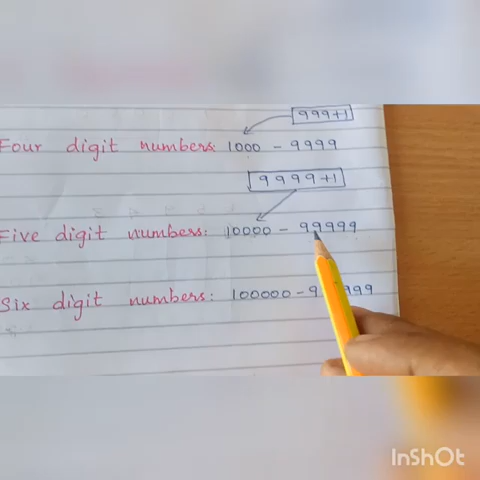 999+1
Four digit numbers: 1000 - 9999
9999+1
Five digit numbers: 10000 - 99999
Six digit numbers: 100000 -
InShOt